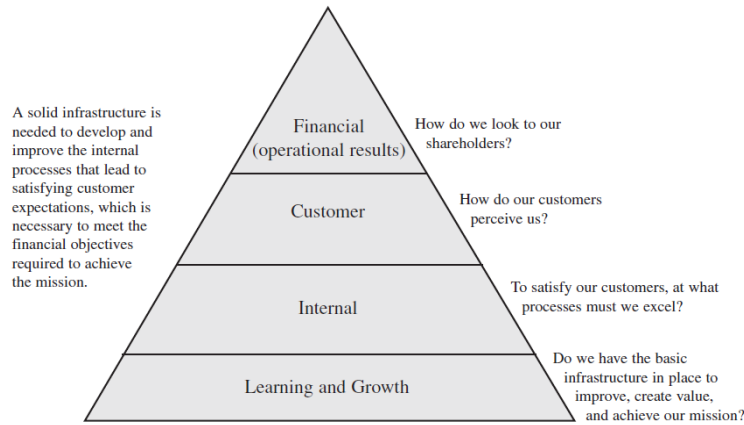 A solid infrastructure is
needed to develop and
improve the internal
processes that lead to
satisfying customer
expectations, which is
necessary to meet the
financial objectives
required to achieve
the mission.
Financial
(operational results)
How do we look to our
shareholders?
Customer
How do our customers
perceive us?
Internal
To satisfy our customers, at what
processes must we excel?
Learning and Growth
Do we have the basic
infrastructure in place to
improve, create value,
and achieve our mission?